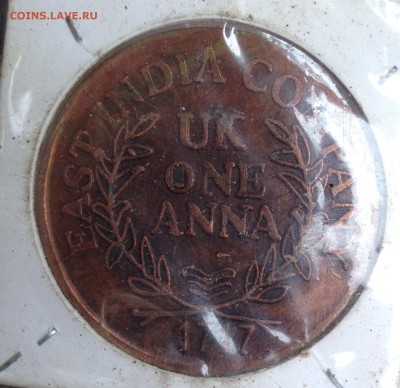 COINS.LAVE.RU
EAST INDIA COMPANY
UK
ONE
ANNA